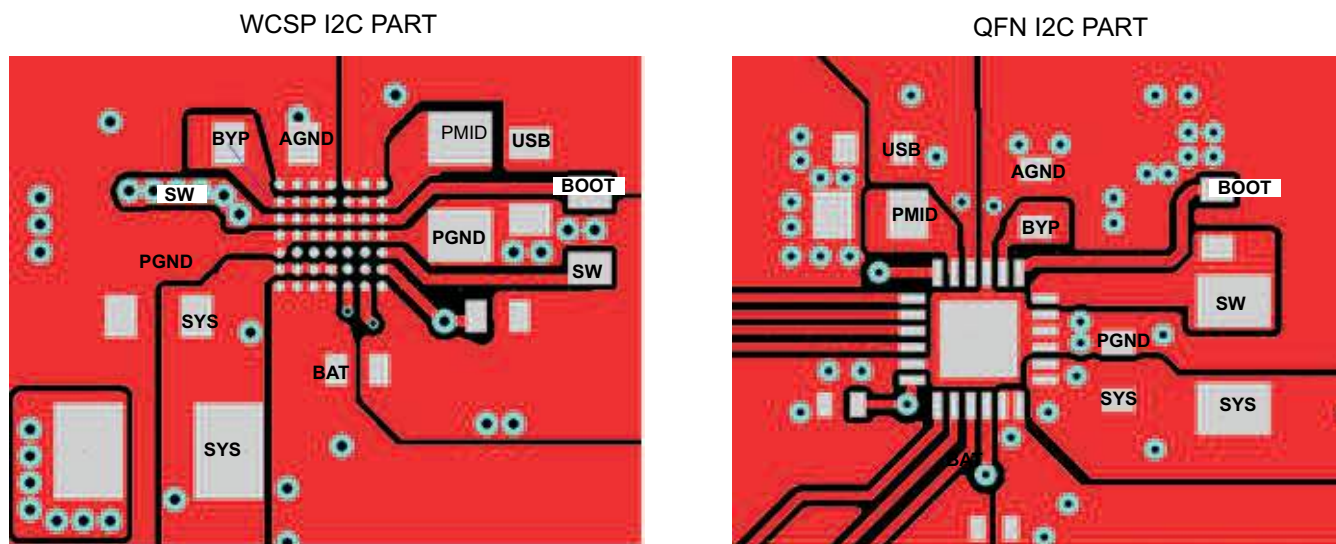 WCSP I2C PART
BYP
AGND
PMID
USB
SW
BOOT
PGND
PGND
SW
SYS
BAT
SYS
QFN I2C PART
USB
AGND
BOOT
PMID
BYP
SW
PGND
SYS
SYS
BAT